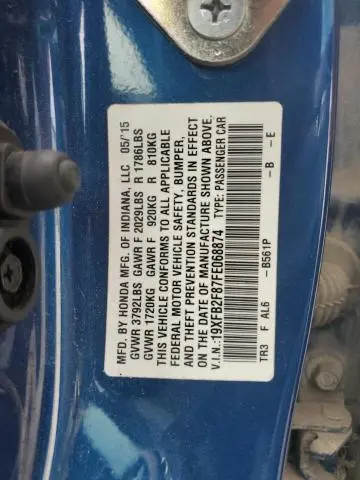 MFD. BY HONDA MFG. OF INDIANA, LLC 05/'15
GVWR 3792LBS GAWR F 2029LBS R 1786LBS
GVWR 1720KG GAWR F 920KG R 810KG
THIS VEHICLE CONFORMS TO ALL APPLICABLE
FEDERAL MOTOR VEHICLE SAFETY, BUMPER,
AND THEFT PREVENTION STANDARDS IN EFFECT
ON THE DATE OF MANUFACTURE SHOWN ABOVE.
V.I.N.:19XFB2F87FE068874 TYPE: PASSENGER CAR
TR3 F AL6 -B561P -B -E